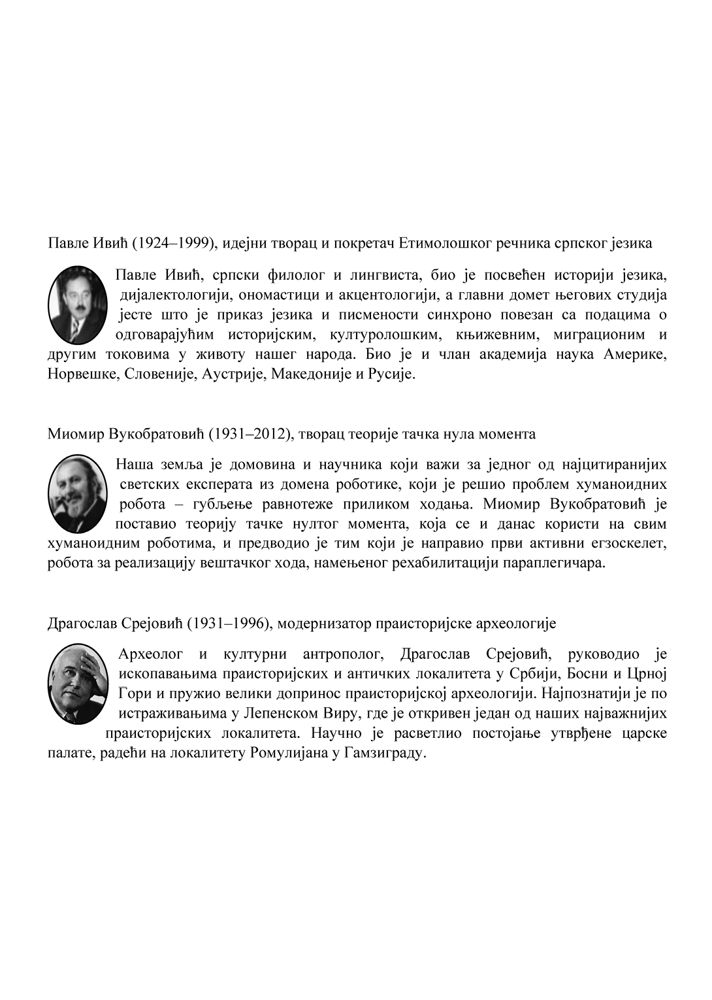 Павле Ивић (1924–1999), идејни творац и покретач Етимолошког речника српског језика
Павле Ивић, српски филолог и лингвиста, био је посвећен историји језика,
дијалектологији, ономастици и акцентологији, а главни домет његових студија
јесте што је приказ језика и писмености синхроно повезан са подацима о
одговарајућим историјским, културолошким, књижевним, миграционим и
другим токовима у животу нашег народа. Био је и члан академија наука Америке,
Норвешке, Словеније, Аустрије, Македоније и Русије.
Миомир Вукобратовић (1931–2012), творац теорије тачка нула момента
Наша земља је домовина и научника који важи за једног од најцитиранијих
светских експерата из домена роботике, који је решио проблем хуманоидних
робота – губљење равнотеже приликом ходања. Миомир Вукобратовић је
поставио теорију тачке нултог момента, која се и данас користи на свим
хуманоидним роботима, и предводио је тим који је направио први активни егзоскелет,
робота за реализацију вештачког хода, намењеног рехабилитацији параплегичара.
Драгослав Срејовић (1931–1996), модернизатор праисторијске археологије
Археолог и културни антрополог, Драгослав Срејовић, руководио је
ископавањима праисторијских и античких локалитета у Србији, Босни и Црној
Гори и пружио велики допринос праисторијској археологији. Најпознатији је по
истраживањима у Лепенском Виру, где је откривен један од наших најважнијих
праисторијских локалитета. Научно је расветлио постојање утврђене царске
палате, радећи на локалитету Ромулијана у Гамзиграду.